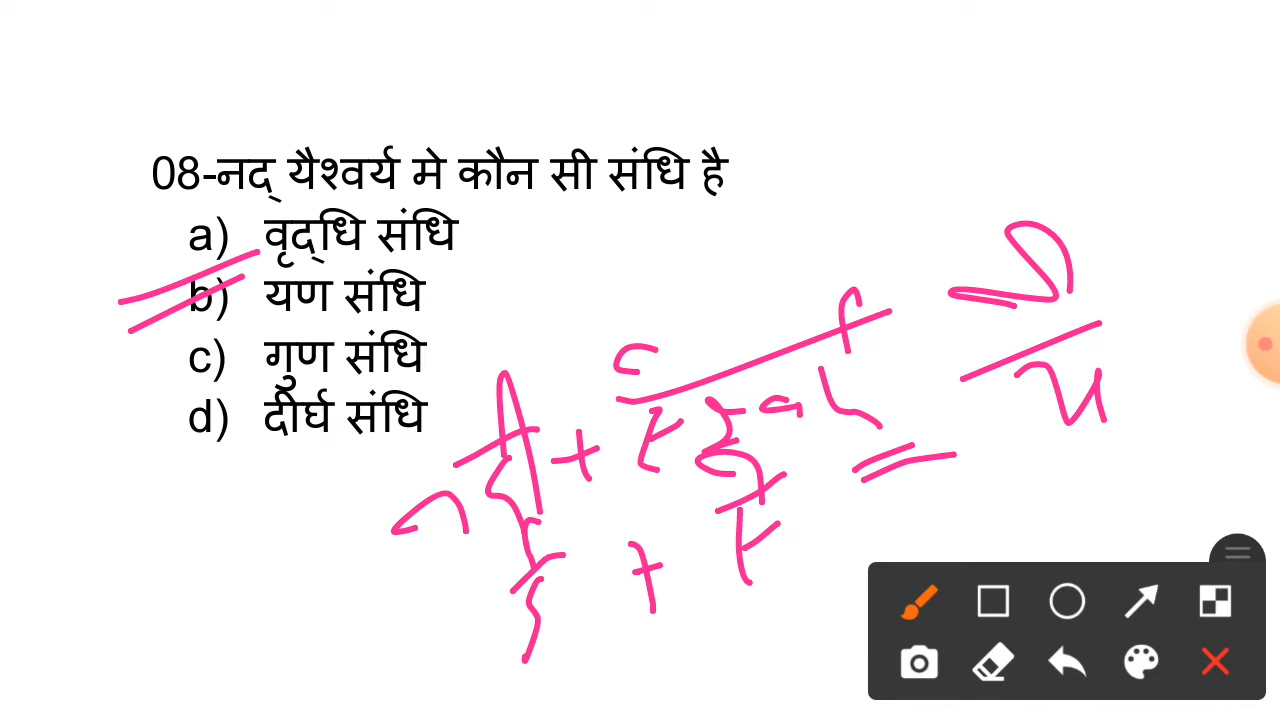 08-नद् यैश्वर्य मे कौन सी संधि है
a) वृद्धि संधि
b) यण संधि
c) गुण संधि
d) दीर्घ संधि